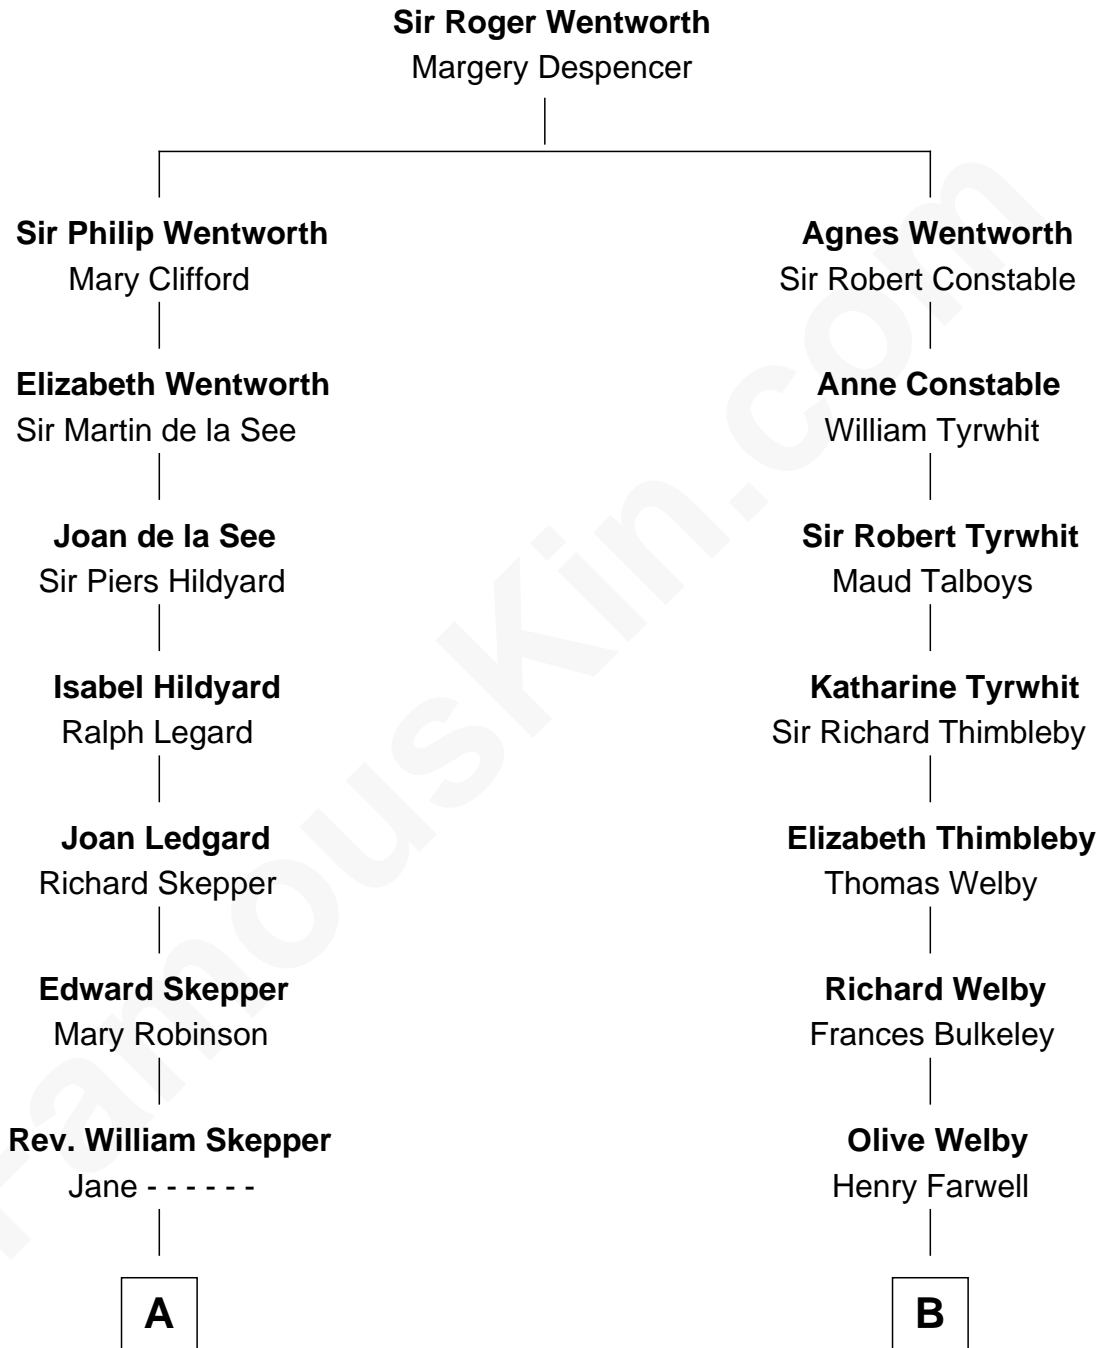 Sir Roger Wentworth
Margery Despencer
Sir Philip Wentworth
Mary Clifford
Agnes Wentworth
Sir Robert Constable
Elizabeth Wentworth
Sir Martin de la See
Anne Constable
William Tyrwhit
Joan de la See
Sir Piers Hildyard
Sir Robert Tyrwhit
Maud Talboys
Isabel Hildyard
Ralph Legard
Katharine Tyrwhit
Sir Richard Thimbleby
Joan Ledgard
Richard Skepper
Elizabeth Thimbleby
Thomas Welby
Edward Skepper
Mary Robinson
Richard Welby
Frances Bulkeley
Rev. William Skepper
Jane - - - - - -
Olive Welby
Henry Farwell
A
B
FamousKin.com